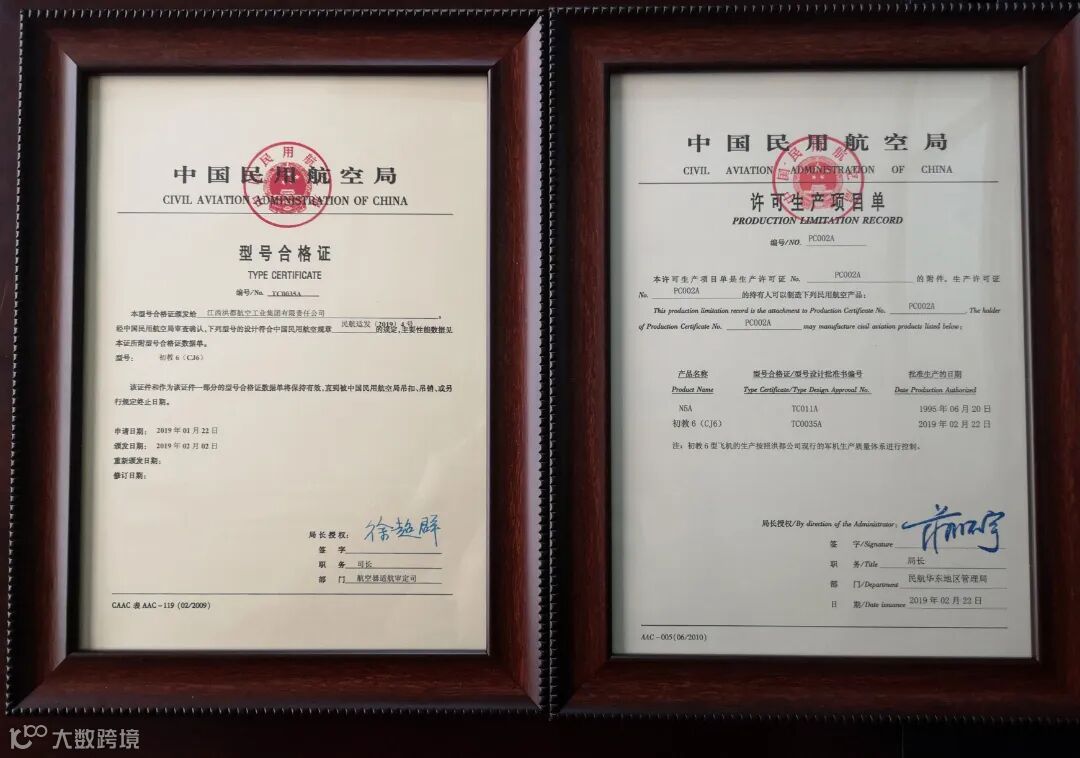 中国民用航空局
CIVIL AVIATION ADMINISTRATION OF CHINA
型号合格证
TYPE CERTIFICATE
编号/No. TC0035A
本型号合格证颁发给 江西洪都航空工业集团有限责任公司,
经中国民用航空局审查确认、下列型号的设计符合中国民用航空规章 民航适发〔2019〕4号 的规定,主要性能数据见
本证所附型号合格证数据单。
型号: 初教6(CJ6)
该证件和作为该证件一部分的型号合格证数据单将保持有效,直到被中国民用航空局吊扣、吊销、或另
行规定终止日期。
申请日期: 2019年01月22日
颁发日期: 2019年02月02日
重新颁发日期:
修订日期:
局长授权: 徐超群
签 字
职 务 司长
部 门 航空器适航审定司
CAAC 表 AAC-119 (02/2009)
中国民用航空局
CIVIL AVIATION ADMINISTRATION OF CHINA
许可生产项目单
PRODUCTION LIMITATION RECORD
编号/NO. PC002A
本许可生产项目单是生产许可证 No. PC002A 的附件。生产许可证
No. PC002A 的持有人可以制造下列民用航空产品:
This production limitation record is the attachment to Production Certificate No. PC002A . The holder
of Production Certificate No. PC002A may manufacture civil aviation products listed below:
产品名称 型号合格证/型号设计批准书编号 批准生产的日期
Product Name Type Certificate/Type Design Approval No. Date Production Authorized
N5A TC011A 1995年06月20日
初教6(CJ6) TC0035A 2019年02月22日
注:初教6型飞机的生产按照洪都公司现行的军机生产质量体系进行控制。
局长授权/By direction of the Administrator:
签 字/Signature
职 务/Title 局长
部 门/Department 民航华东地区管理局
日 期/Date issuance 2019年02月22日
AAC-005(06/2010)
大数跨境